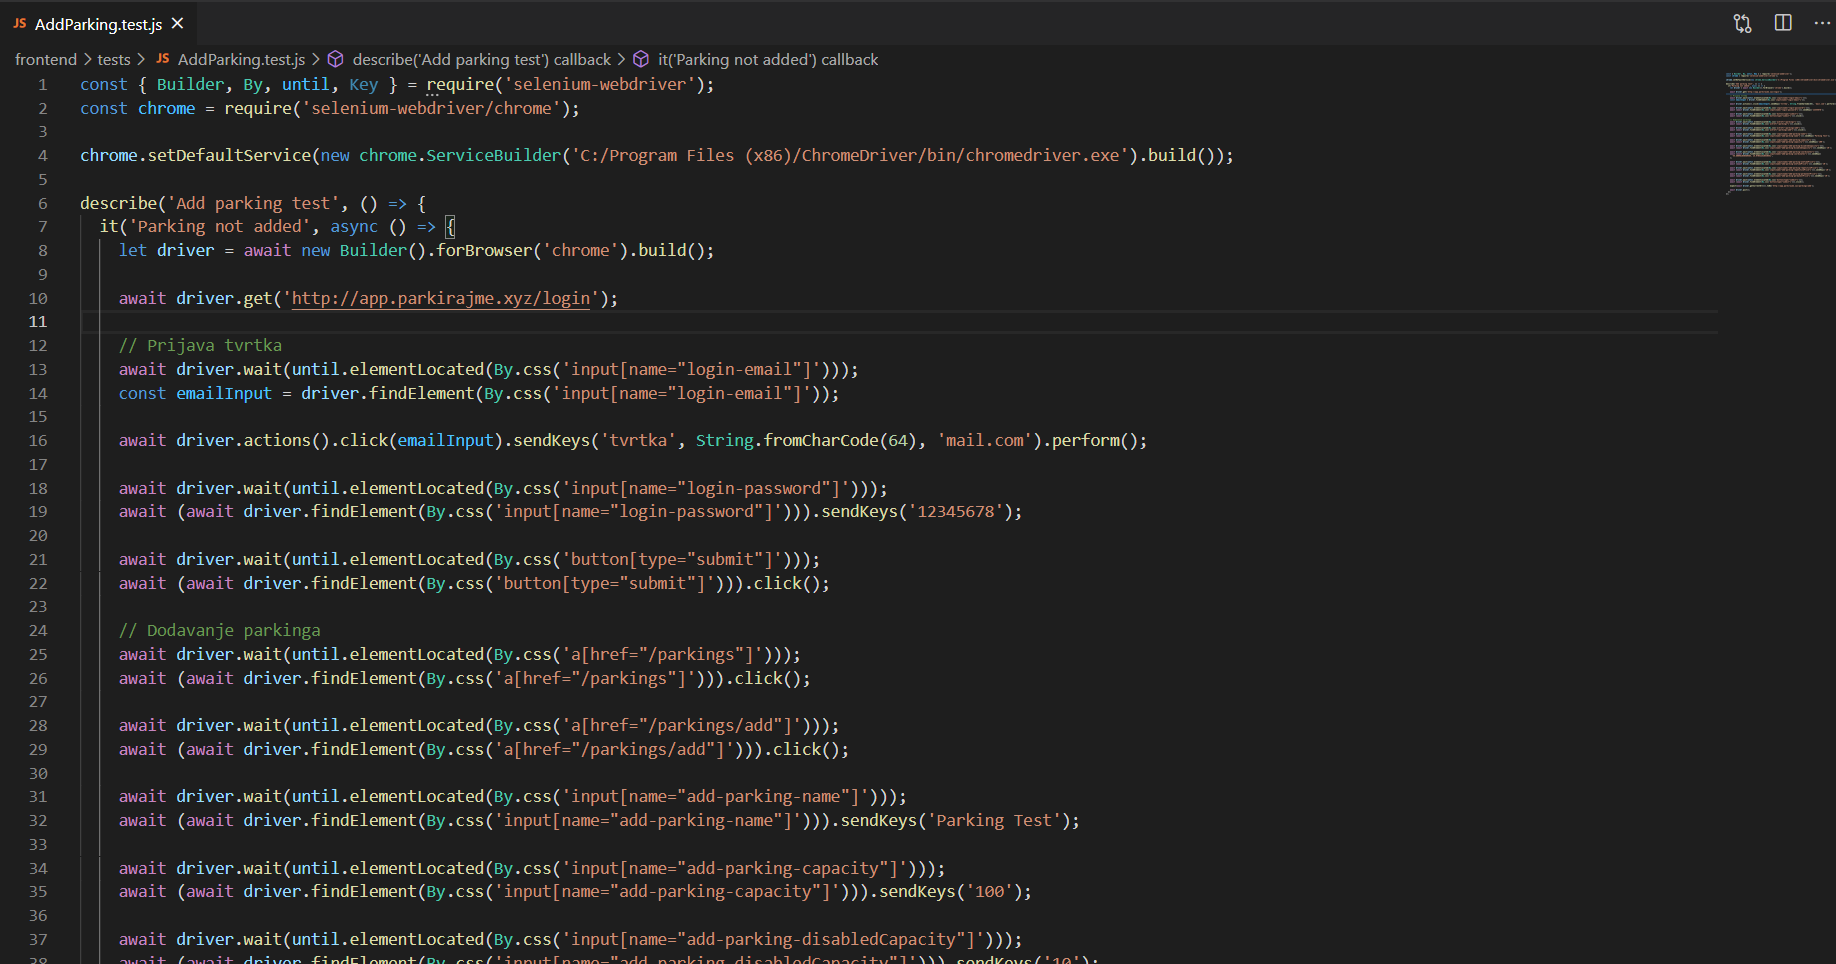 JS AddParking.test.js
frontend > tests > JS AddParking.test.js > describe('Add parking test') callback > it('Parking not added') callback
1 const { Builder, By, until, Key } = require('selenium-webdriver');
2 const chrome = require('selenium-webdriver/chrome');
3
4 chrome.setDefaultService(new chrome.ServiceBuilder('C:/Program Files (x86)/ChromeDriver/bin/chromedriver.exe').build());
5
6 describe('Add parking test', () => {
7 it('Parking not added', async () => {
8 let driver = await new Builder().forBrowser('chrome').build();
9
10 await driver.get('http://app.parkirajme.xyz/login');
11
12 // Prijava tvrtka
13 await driver.wait(until.elementLocated(By.css('input[name="login-email"]')));
14 const emailInput = driver.findElement(By.css('input[name="login-email"]'));
15
16 await driver.actions().click(emailInput).sendKeys('tvrtka', String.fromCharCode(64), 'mail.com').perform();
17
18 await driver.wait(until.elementLocated(By.css('input[name="login-password"]')));
19 await (await driver.findElement(By.css('input[name="login-password"]'))).sendKeys('12345678');
20
21 await driver.wait(until.elementLocated(By.css('button[type="submit"]')));
22 await (await driver.findElement(By.css('button[type="submit"]'))).click();
23
24 // Dodavanje parkinga
25 await driver.wait(until.elementLocated(By.css('a[href="/parkings"]')));
26 await (await driver.findElement(By.css('a[href="/parkings"]'))).click();
27
28 await driver.wait(until.elementLocated(By.css('a[href="/parkings/add"]')));
29 await (await driver.findElement(By.css('a[href="/parkings/add"]'))).click();
30
31 await driver.wait(until.elementLocated(By.css('input[name="add-parking-name"]')));
32 await (await driver.findElement(By.css('input[name="add-parking-name"]'))).sendKeys('Parking Test');
33
34 await driver.wait(until.elementLocated(By.css('input[name="add-parking-capacity"]')));
35 await (await driver.findElement(By.css('input[name="add-parking-capacity"]'))).sendKeys('100');
36
37 await driver.wait(until.elementLocated(By.css('input[name="add-parking-disabledCapacity"]')));
38 await (await driver.findElement(By.css('input[name="add-parking-disabledCapacity"]'))).sendKeys('10');